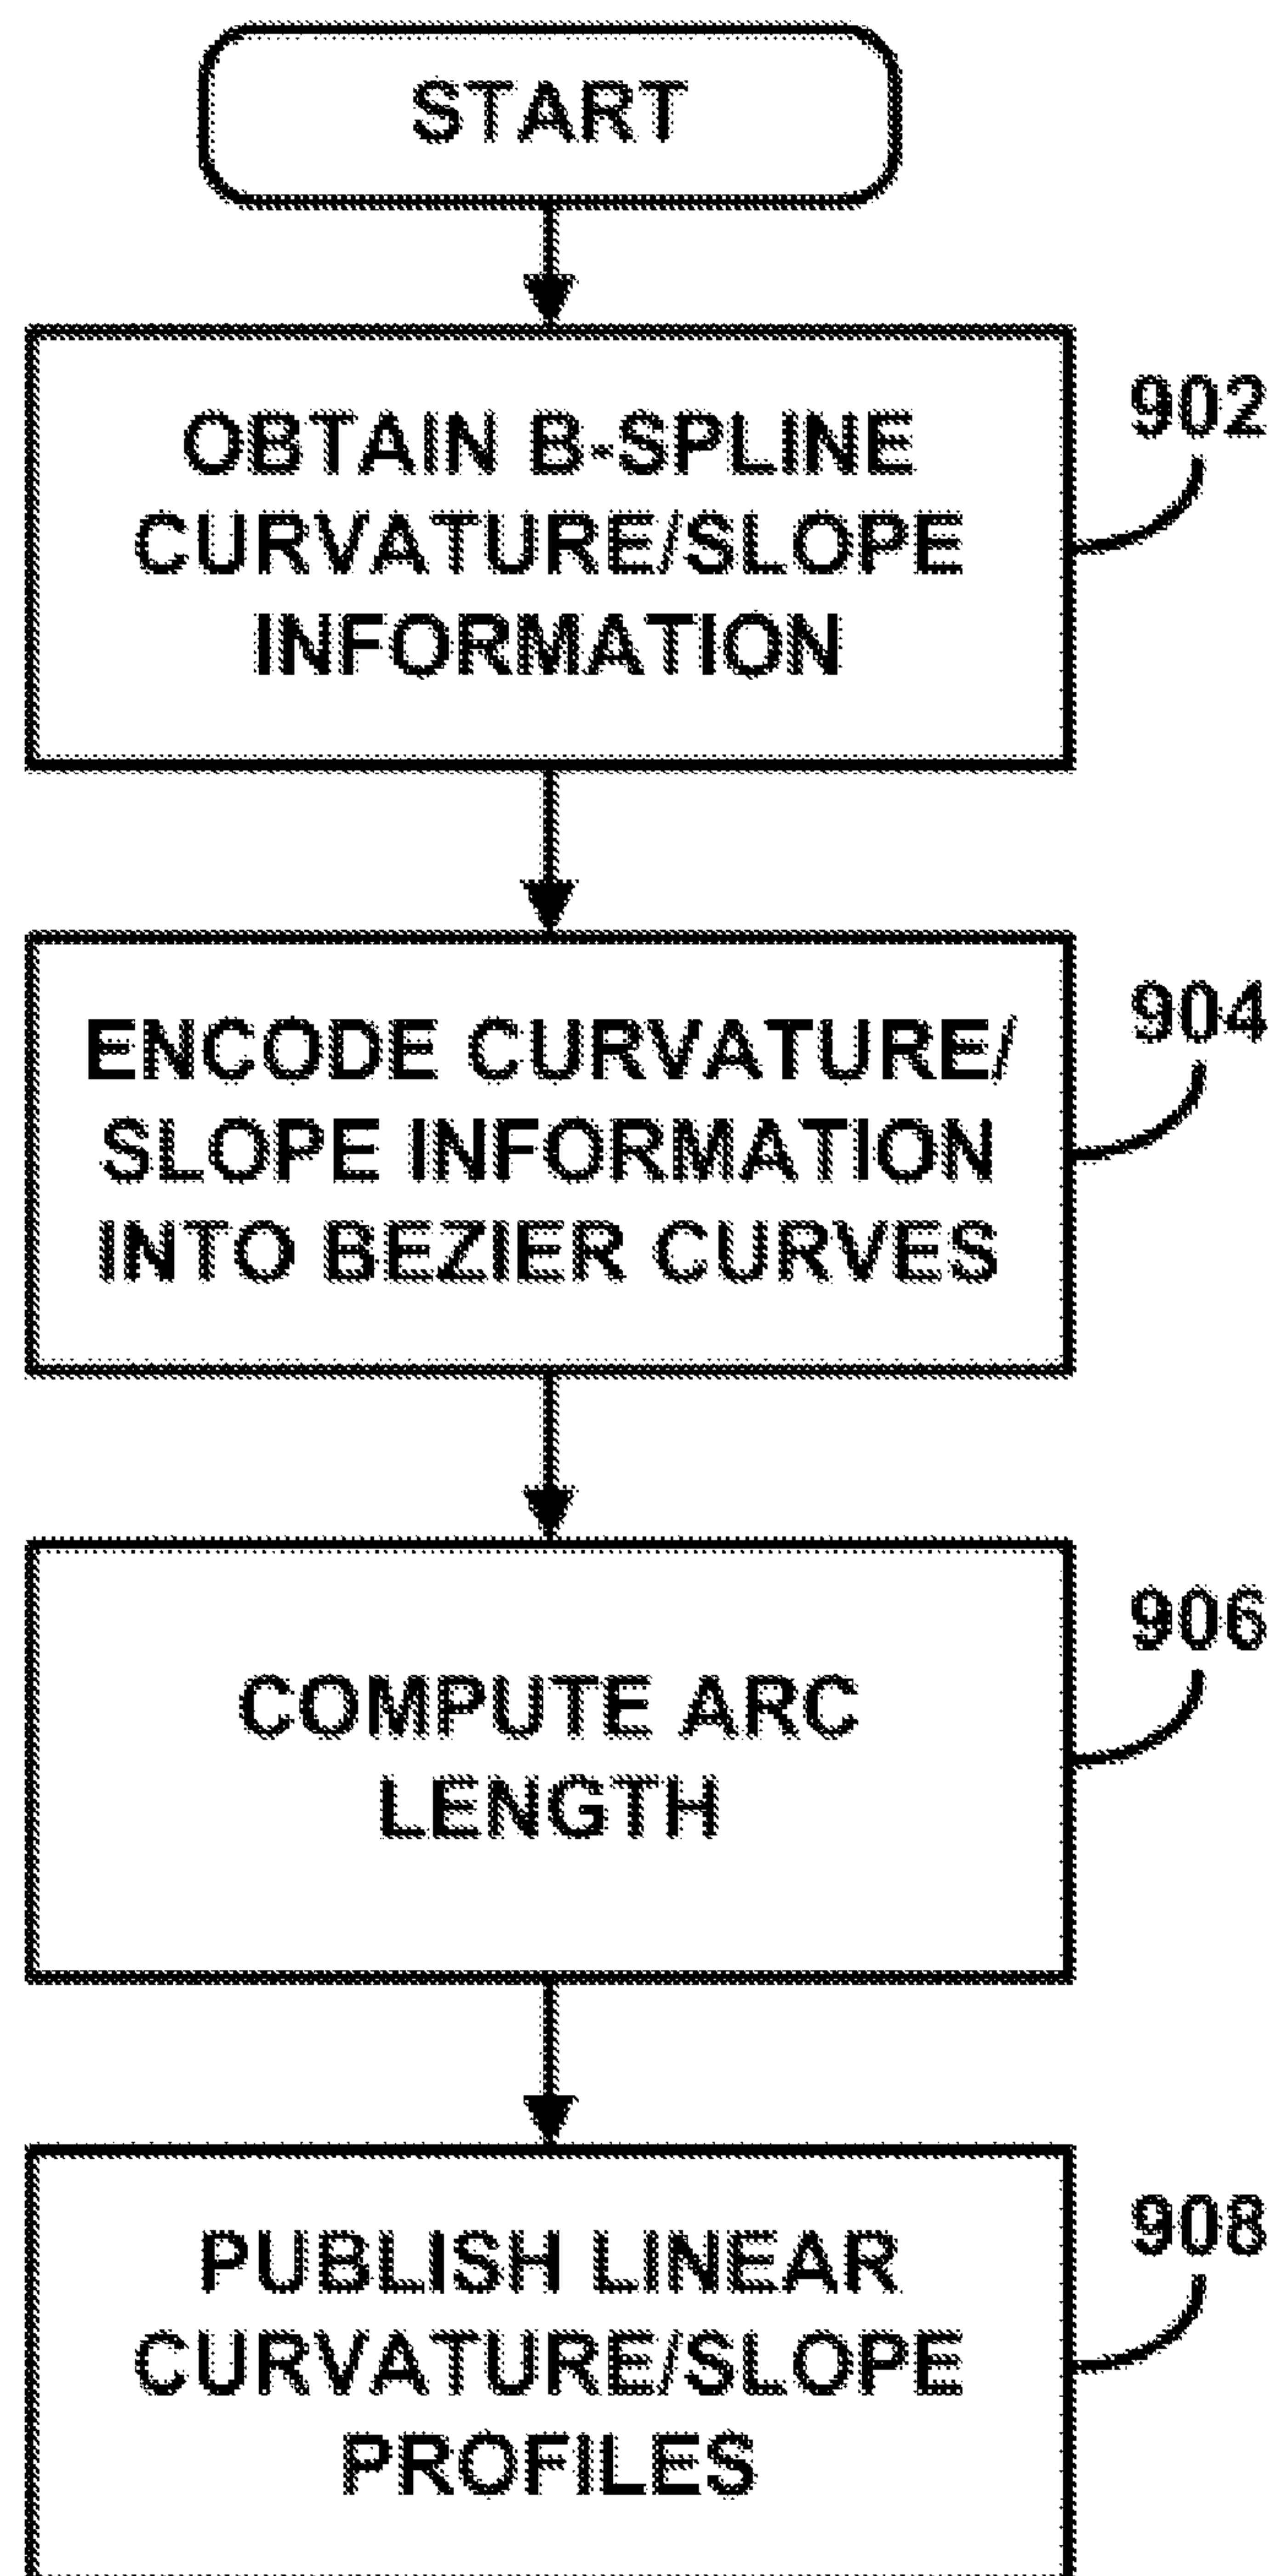 START
OBTAIN B-SPLINE
CURVATURE/SLOPE
INFORMATION
902
ENCODE CURVATURE/
SLOPE INFORMATION
INTO BEZIER CURVES
904
COMPUTE ARC
LENGTH
906
PUBLISH LINEAR
CURVATURE/SLOPE
PROFILES
908